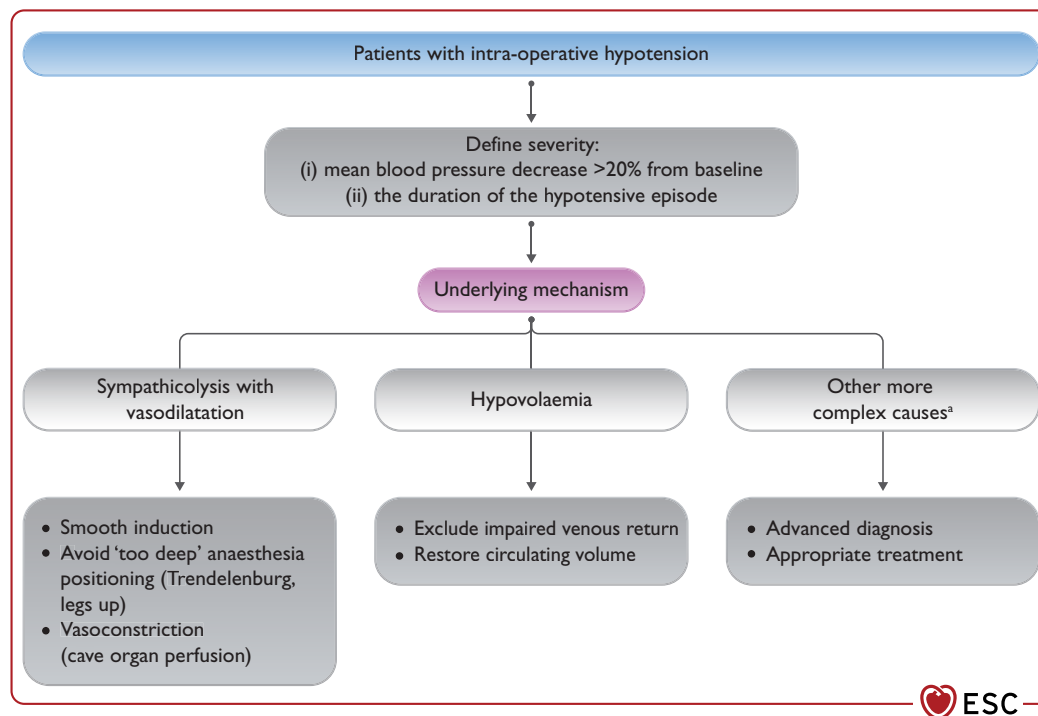 Patients with intra-operative hypotension
Define severity:
(i) mean blood pressure decrease >20% from baseline
(ii) the duration of the hypotensive episode
Underlying mechanism
Sympathicolysis with
vasodilatation
Hypovolaemia
Other more
complex causesᵃ
• Smooth induction
• Avoid ‘too deep’ anaesthesia
positioning (Trendelenburg,
legs up)
• Vasoconstriction
(cave organ perfusion)
• Exclude impaired venous return
• Restore circulating volume
• Advanced diagnosis
• Appropriate treatment
ESC